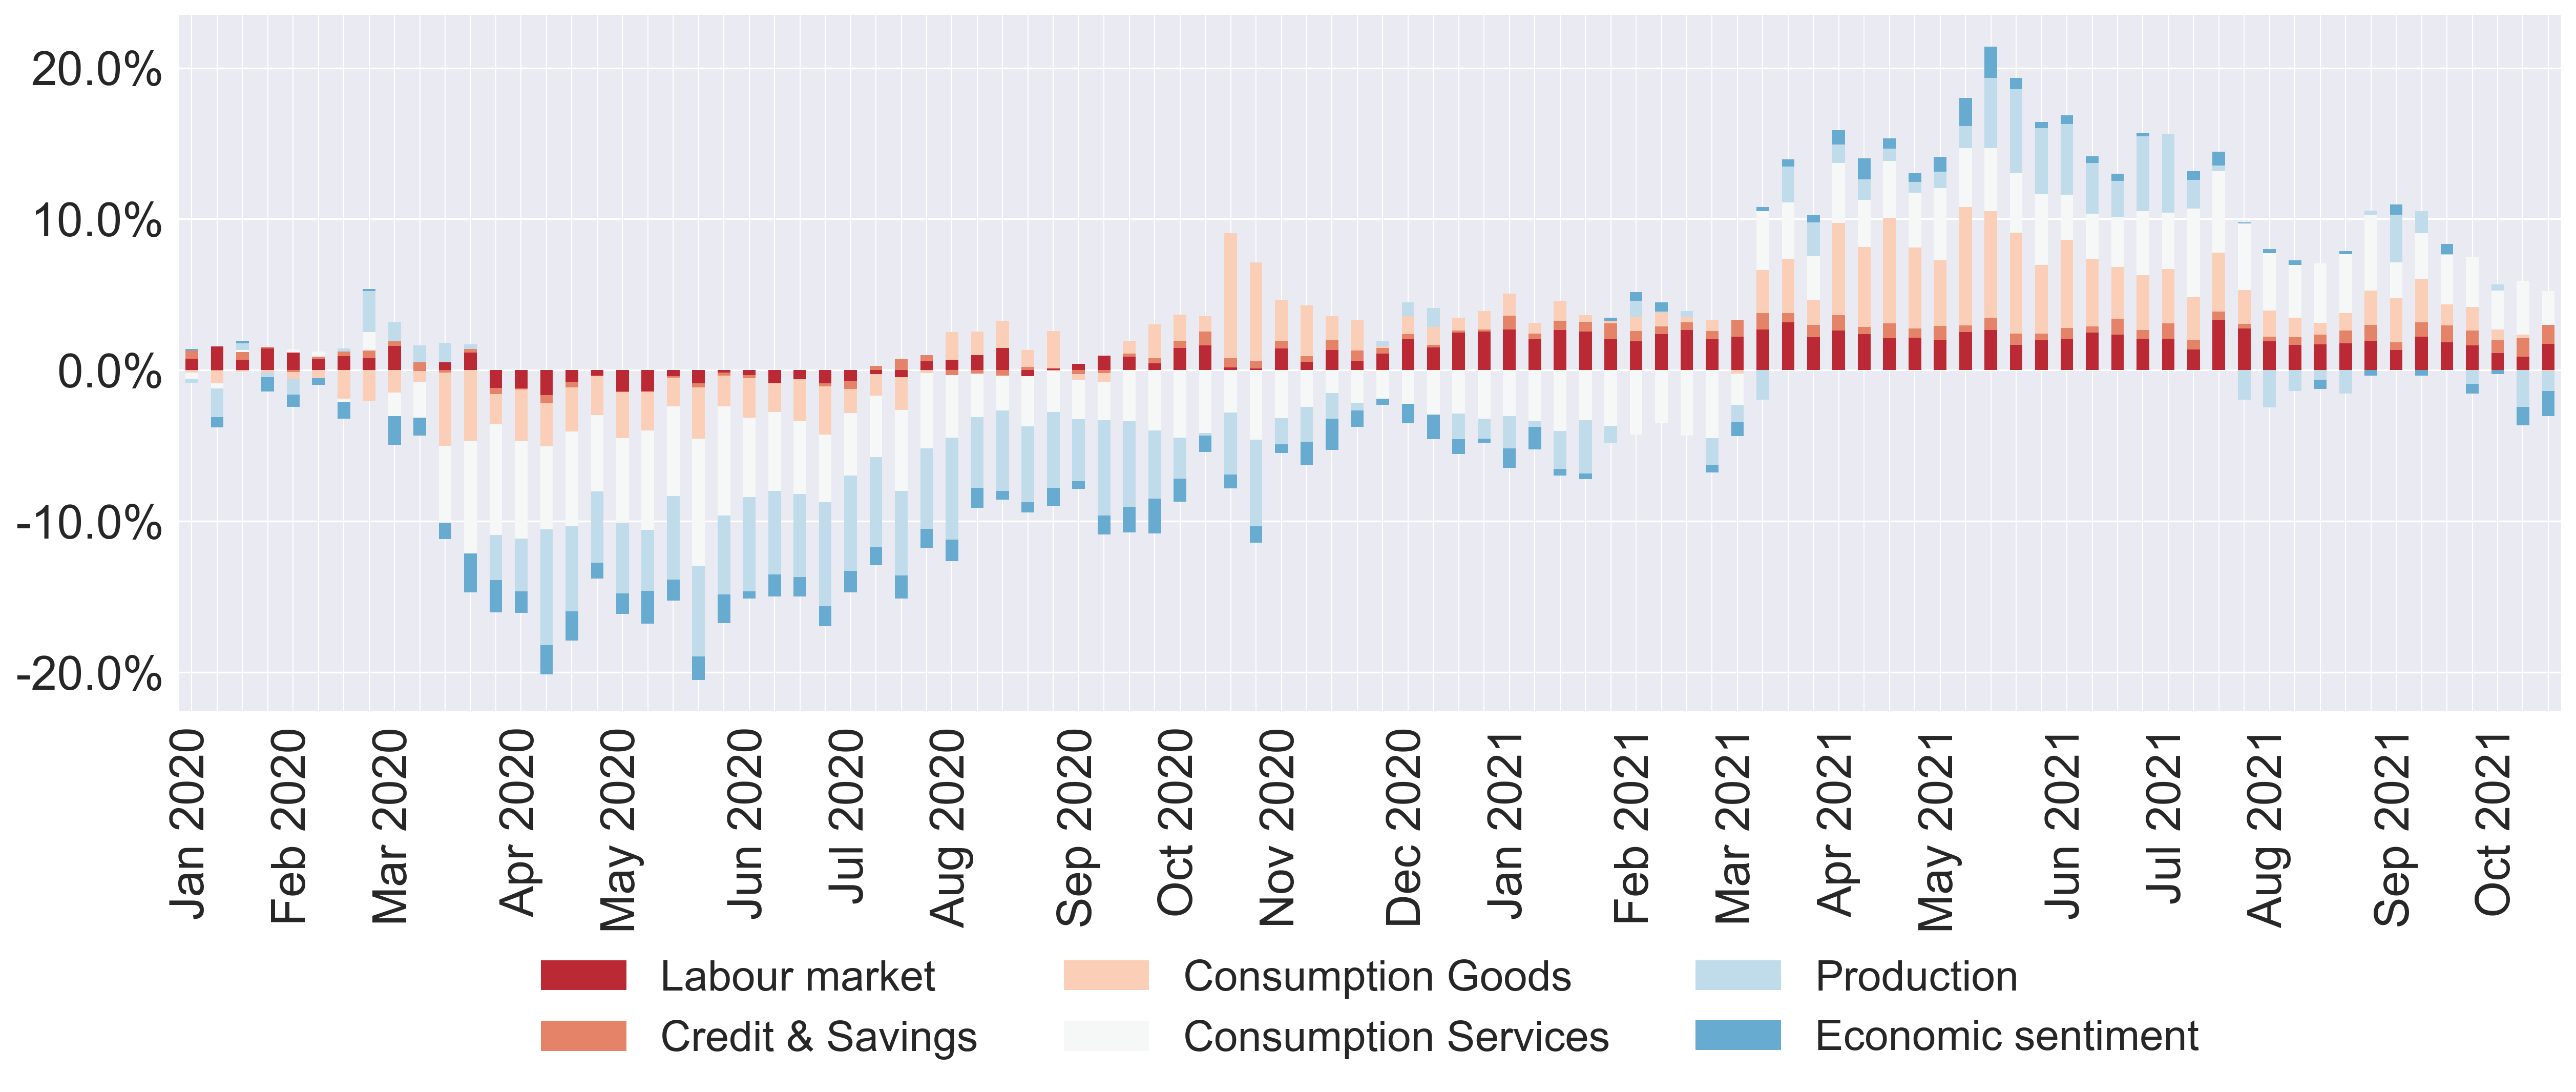 20.0%
10.0%
0.0%
-10.0%
-20.0%
Jan 2020
Feb 2020
Mar 2020
Apr 2020
May 2020
Jun 2020
Jul 2020
Aug 2020
Sep 2020
Oct 2020
Nov 2020
Dec 2020
Jan 2021
Feb 2021
Mar 2021
Apr 2021
May 2021
Jun 2021
Jul 2021
Aug 2021
Sep 2021
Oct 2021
Labour market
Consumption Goods
Production
Credit & Savings
Consumption Services
Economic sentiment